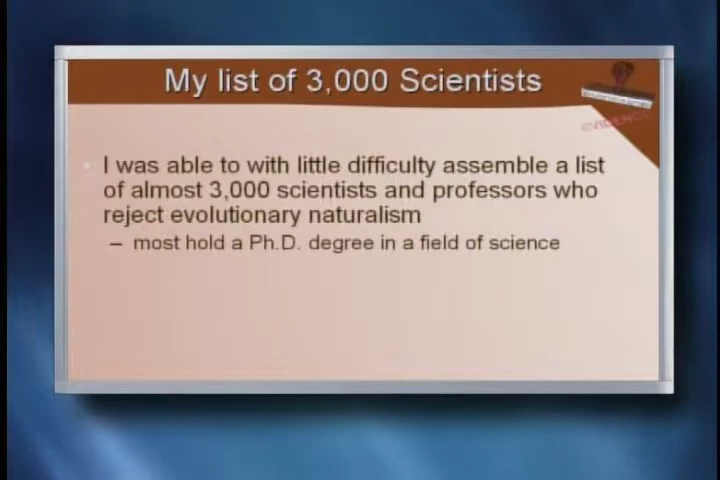 My list of 3,000 Scientists
EVIDENCE
I was able to with little difficulty assemble a list
of almost 3,000 scientists and professors who
reject evolutionary naturalism
– most hold a Ph.D. degree in a field of science